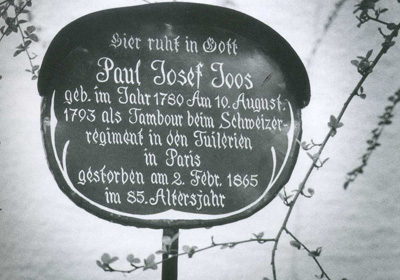 Hier ruht in Gott
Paul Josef Joos
geb. im Jahr 1780 Am 10. August.
1793 als Tambour beim Schweizer-
regiment in den Tuilerien
in Paris
gestorben am 2. Febr. 1865
im 85. Altersjahr